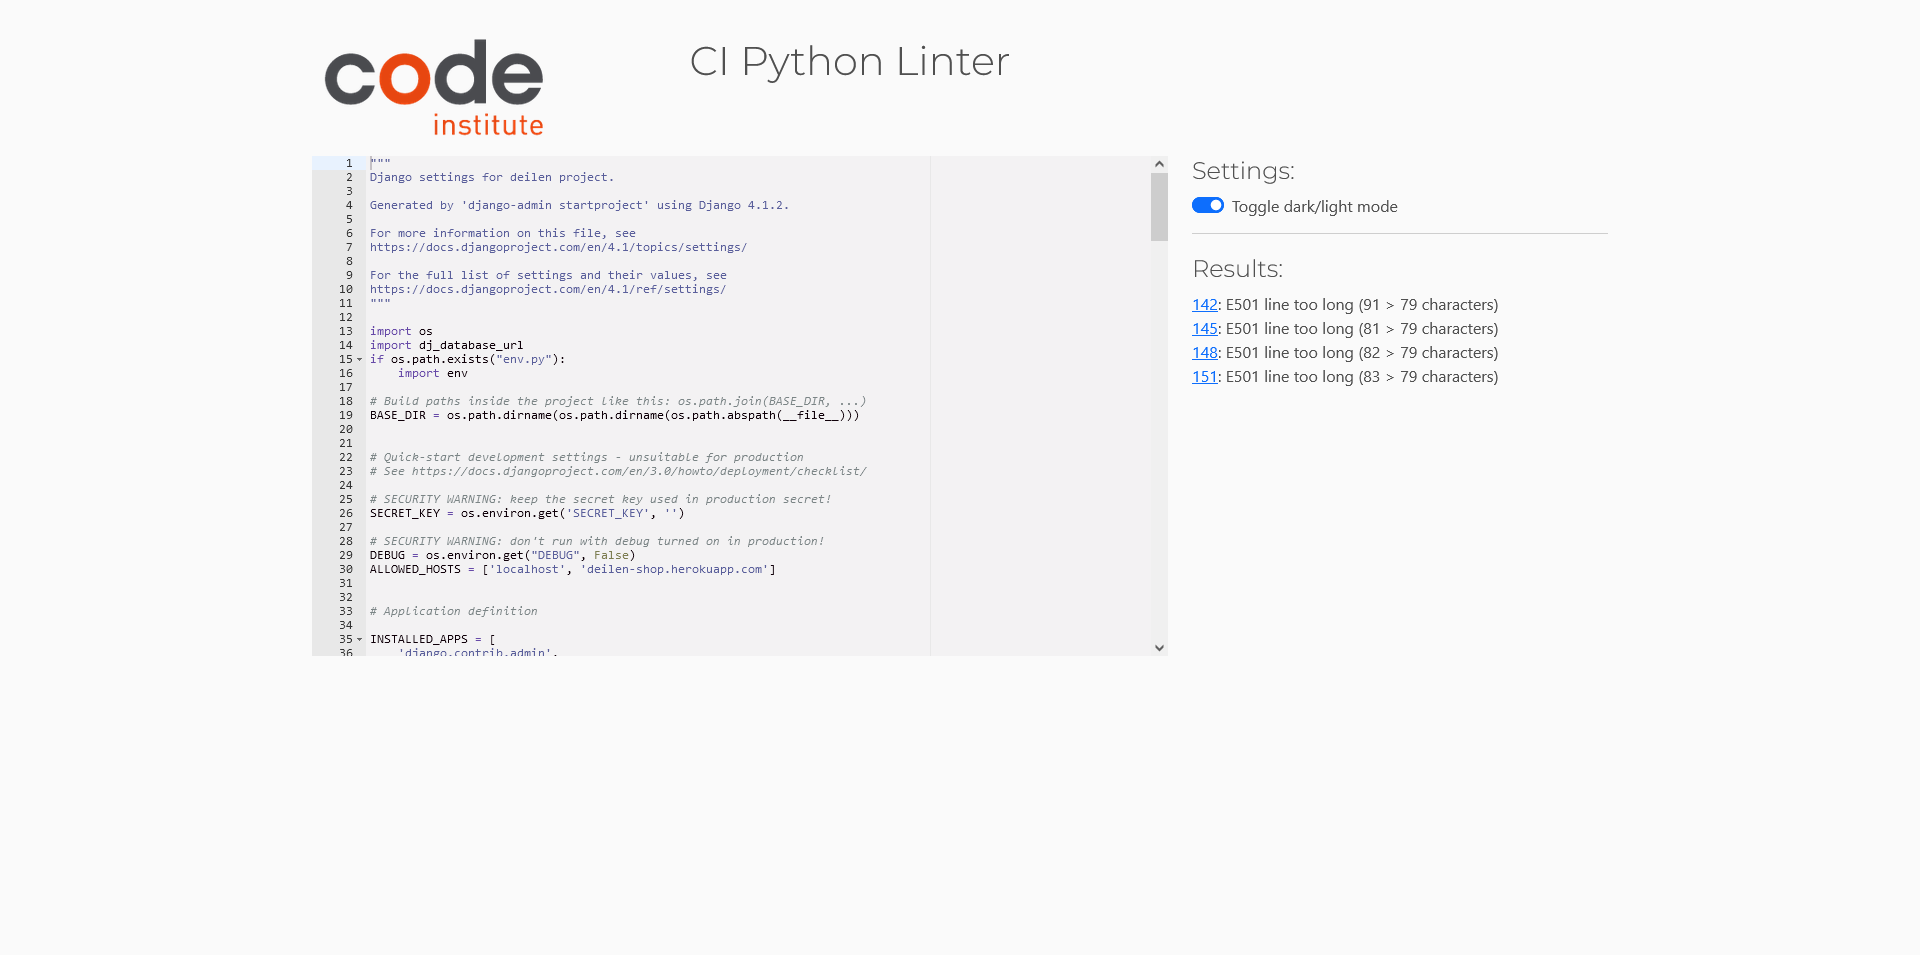 code
institute
CI Python Linter
1 """
2 Django settings for deilen project.
3
4 Generated by 'django-admin startproject' using Django 4.1.2.
5
6 For more information on this file, see
7 https://docs.djangoproject.com/en/4.1/topics/settings/
8
9 For the full list of settings and their values, see
10 https://docs.djangoproject.com/en/4.1/ref/settings/
11 """
12
13 import os
14 import dj_database_url
15 if os.path.exists("env.py"):
16     import env
17
18 # Build paths inside the project like this: os.path.join(BASE_DIR, ...)
19 BASE_DIR = os.path.dirname(os.path.dirname(os.path.abspath(__file__)))
20
21
22 # Quick-start development settings - unsuitable for production
23 # See https://docs.djangoproject.com/en/3.0/howto/deployment/checklist/
24
25 # SECURITY WARNING: keep the secret key used in production secret!
26 SECRET_KEY = os.environ.get('SECRET_KEY', '')
27
28 # SECURITY WARNING: don't run with debug turned on in production!
29 DEBUG = os.environ.get("DEBUG", False)
30 ALLOWED_HOSTS = ['localhost', 'deilen-shop.herokuapp.com']
31
32
33 # Application definition
34
35 INSTALLED_APPS = [
36     'django.contrib.admin',
Settings:
Toggle dark/light mode
Results:
142: E501 line too long (91 > 79 characters)
145: E501 line too long (81 > 79 characters)
148: E501 line too long (82 > 79 characters)
151: E501 line too long (83 > 79 characters)